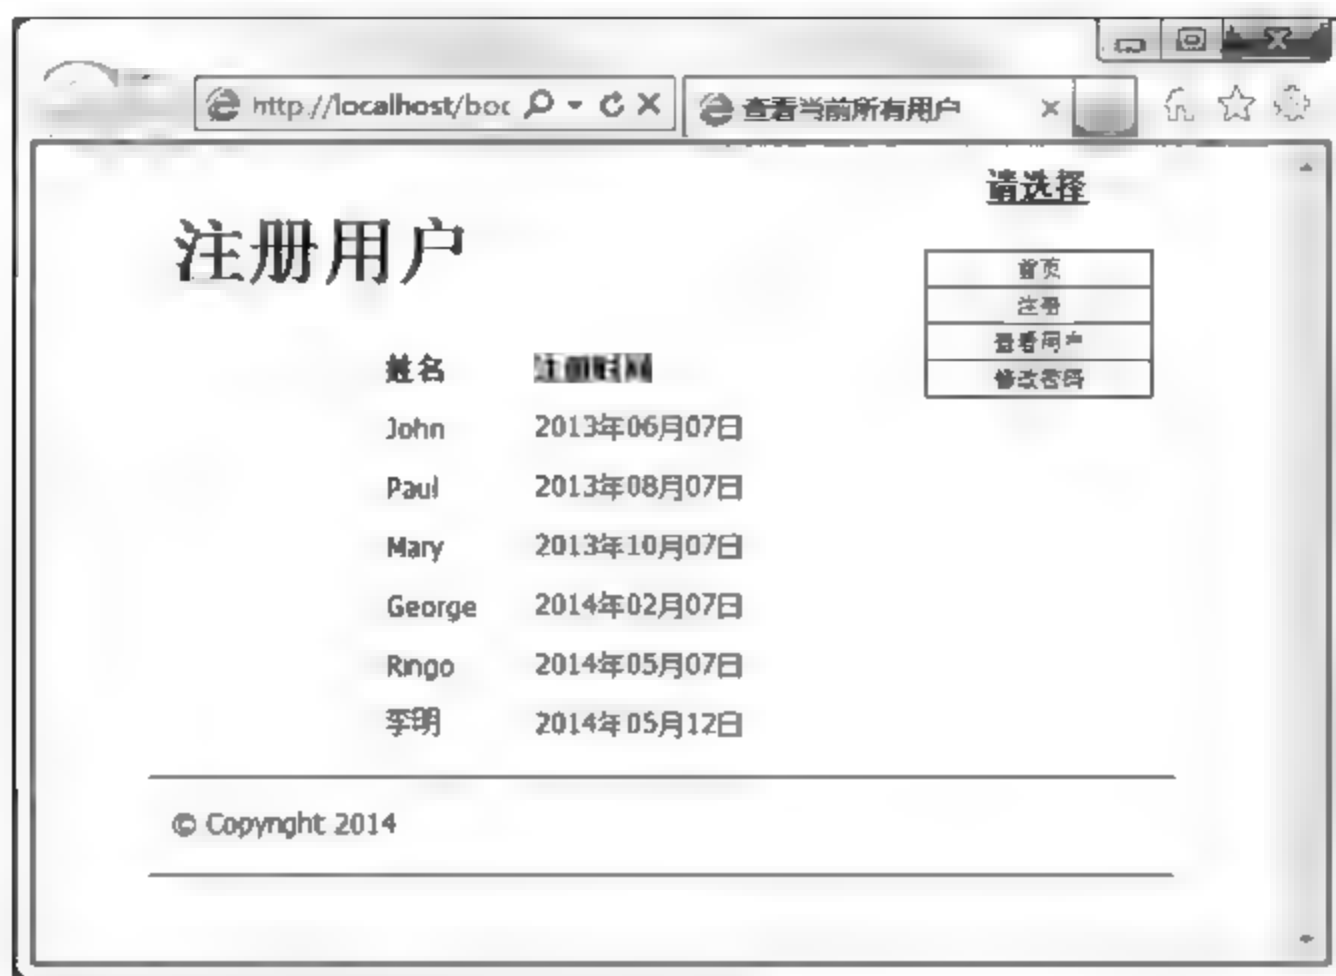 http://localhost/boc
查看当前所有用户
请选择
注册用户
首页
注册
查看用户
修改密码
姓名
John 2013年06月07日
Paul 2013年08月07日
Mary 2013年10月07日
George 2014年02月07日
Ringo 2014年05月07日
李明 2014年05月12日
© Copyright 2014